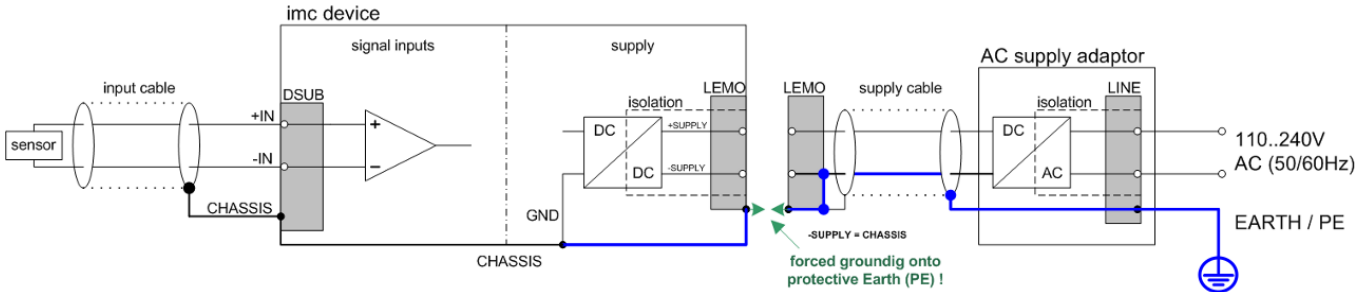 imc device
signal inputs
supply
AC supply adaptor
input cable
DSUB
LEMO
LEMO
supply cable
LINE
isolation
isolation
+IN
-IN
sensor
+
−
DC
DC
+SUPPLY
-SUPPLY
DC
AC
110..240V
AC (50/60Hz)
CHASSIS
GND
EARTH / PE
-SUPPLY = CHASSIS
CHASSIS
forced groundig onto
protective Earth (PE) !